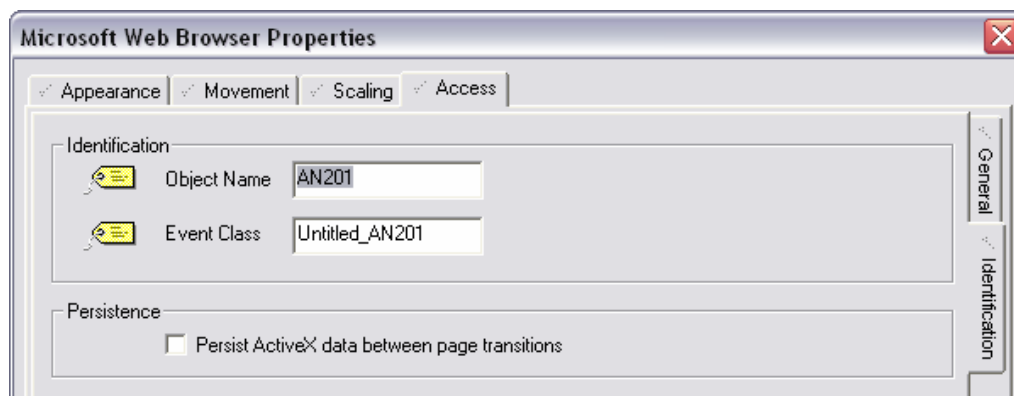 Microsoft Web Browser Properties
Appearance Movement Scaling Access
Identification
Object Name AN201
Event Class Untitled_AN201
Persistence
Persist ActiveX data between page transitions
General
Identification